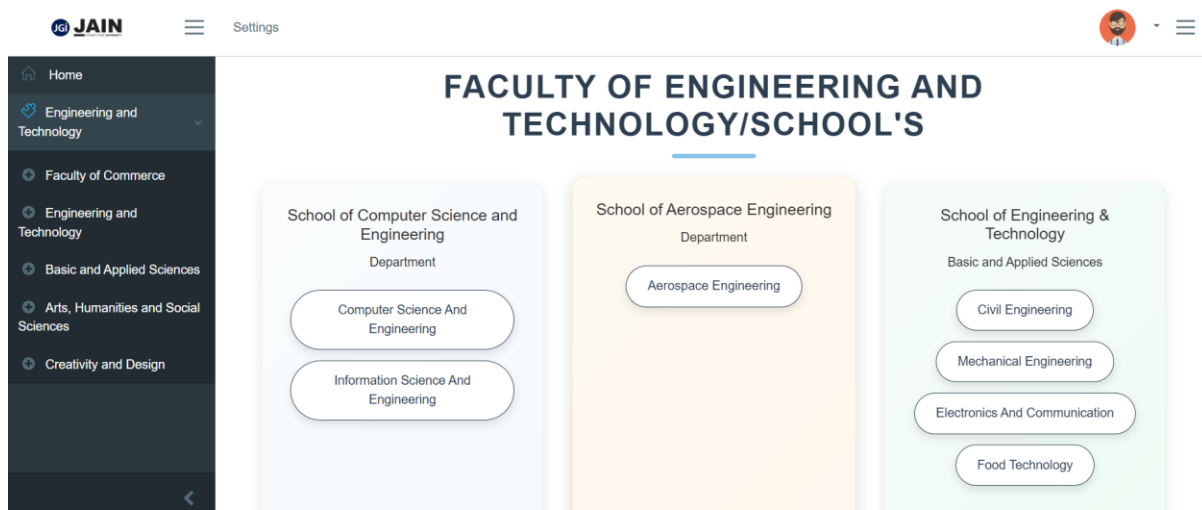 JGi JAIN
Settings
Home
Engineering and
Technology
Faculty of Commerce
Engineering and
Technology
Basic and Applied Sciences
Arts, Humanities and Social
Sciences
Creativity and Design
FACULTY OF ENGINEERING AND
TECHNOLOGY/SCHOOL'S
School of Computer Science and
Engineering
Department
Computer Science And
Engineering
Information Science And
Engineering
School of Aerospace Engineering
Department
Aerospace Engineering
School of Engineering &
Technology
Basic and Applied Sciences
Civil Engineering
Mechanical Engineering
Electronics And Communication
Food Technology